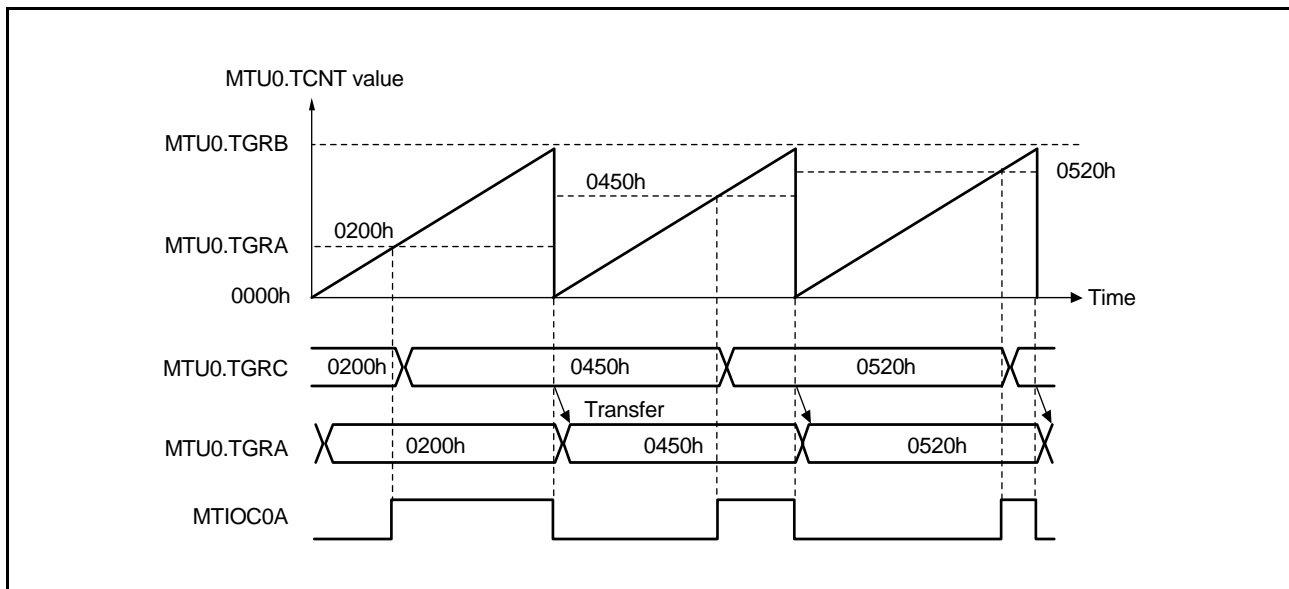 MTU0.TCNT value
MTU0.TGRB
0520h
0450h
0200h
MTU0.TGRA
0000h
Time
MTU0.TGRC 0200h 0450h 0520h
Transfer
MTU0.TGRA 0200h 0450h 0520h
MTIOC0A